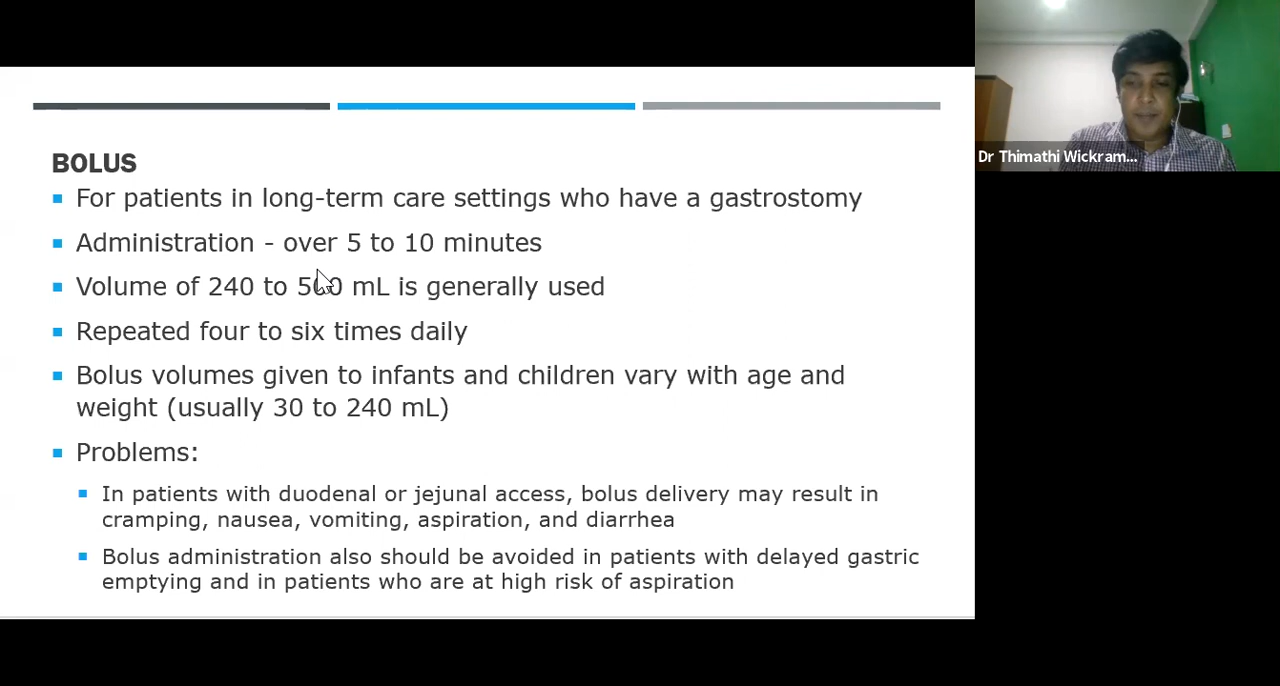 BOLUS
For patients in long-term care settings who have a gastrostomy
Administration - over 5 to 10 minutes
Volume of 240 to 500 mL is generally used
Repeated four to six times daily
Bolus volumes given to infants and children vary with age and
weight (usually 30 to 240 mL)
Problems:
In patients with duodenal or jejunal access, bolus delivery may result in
cramping, nausea, vomiting, aspiration, and diarrhea
Bolus administration also should be avoided in patients with delayed gastric
emptying and in patients who are at high risk of aspiration
Dr Thimathi Wickram...